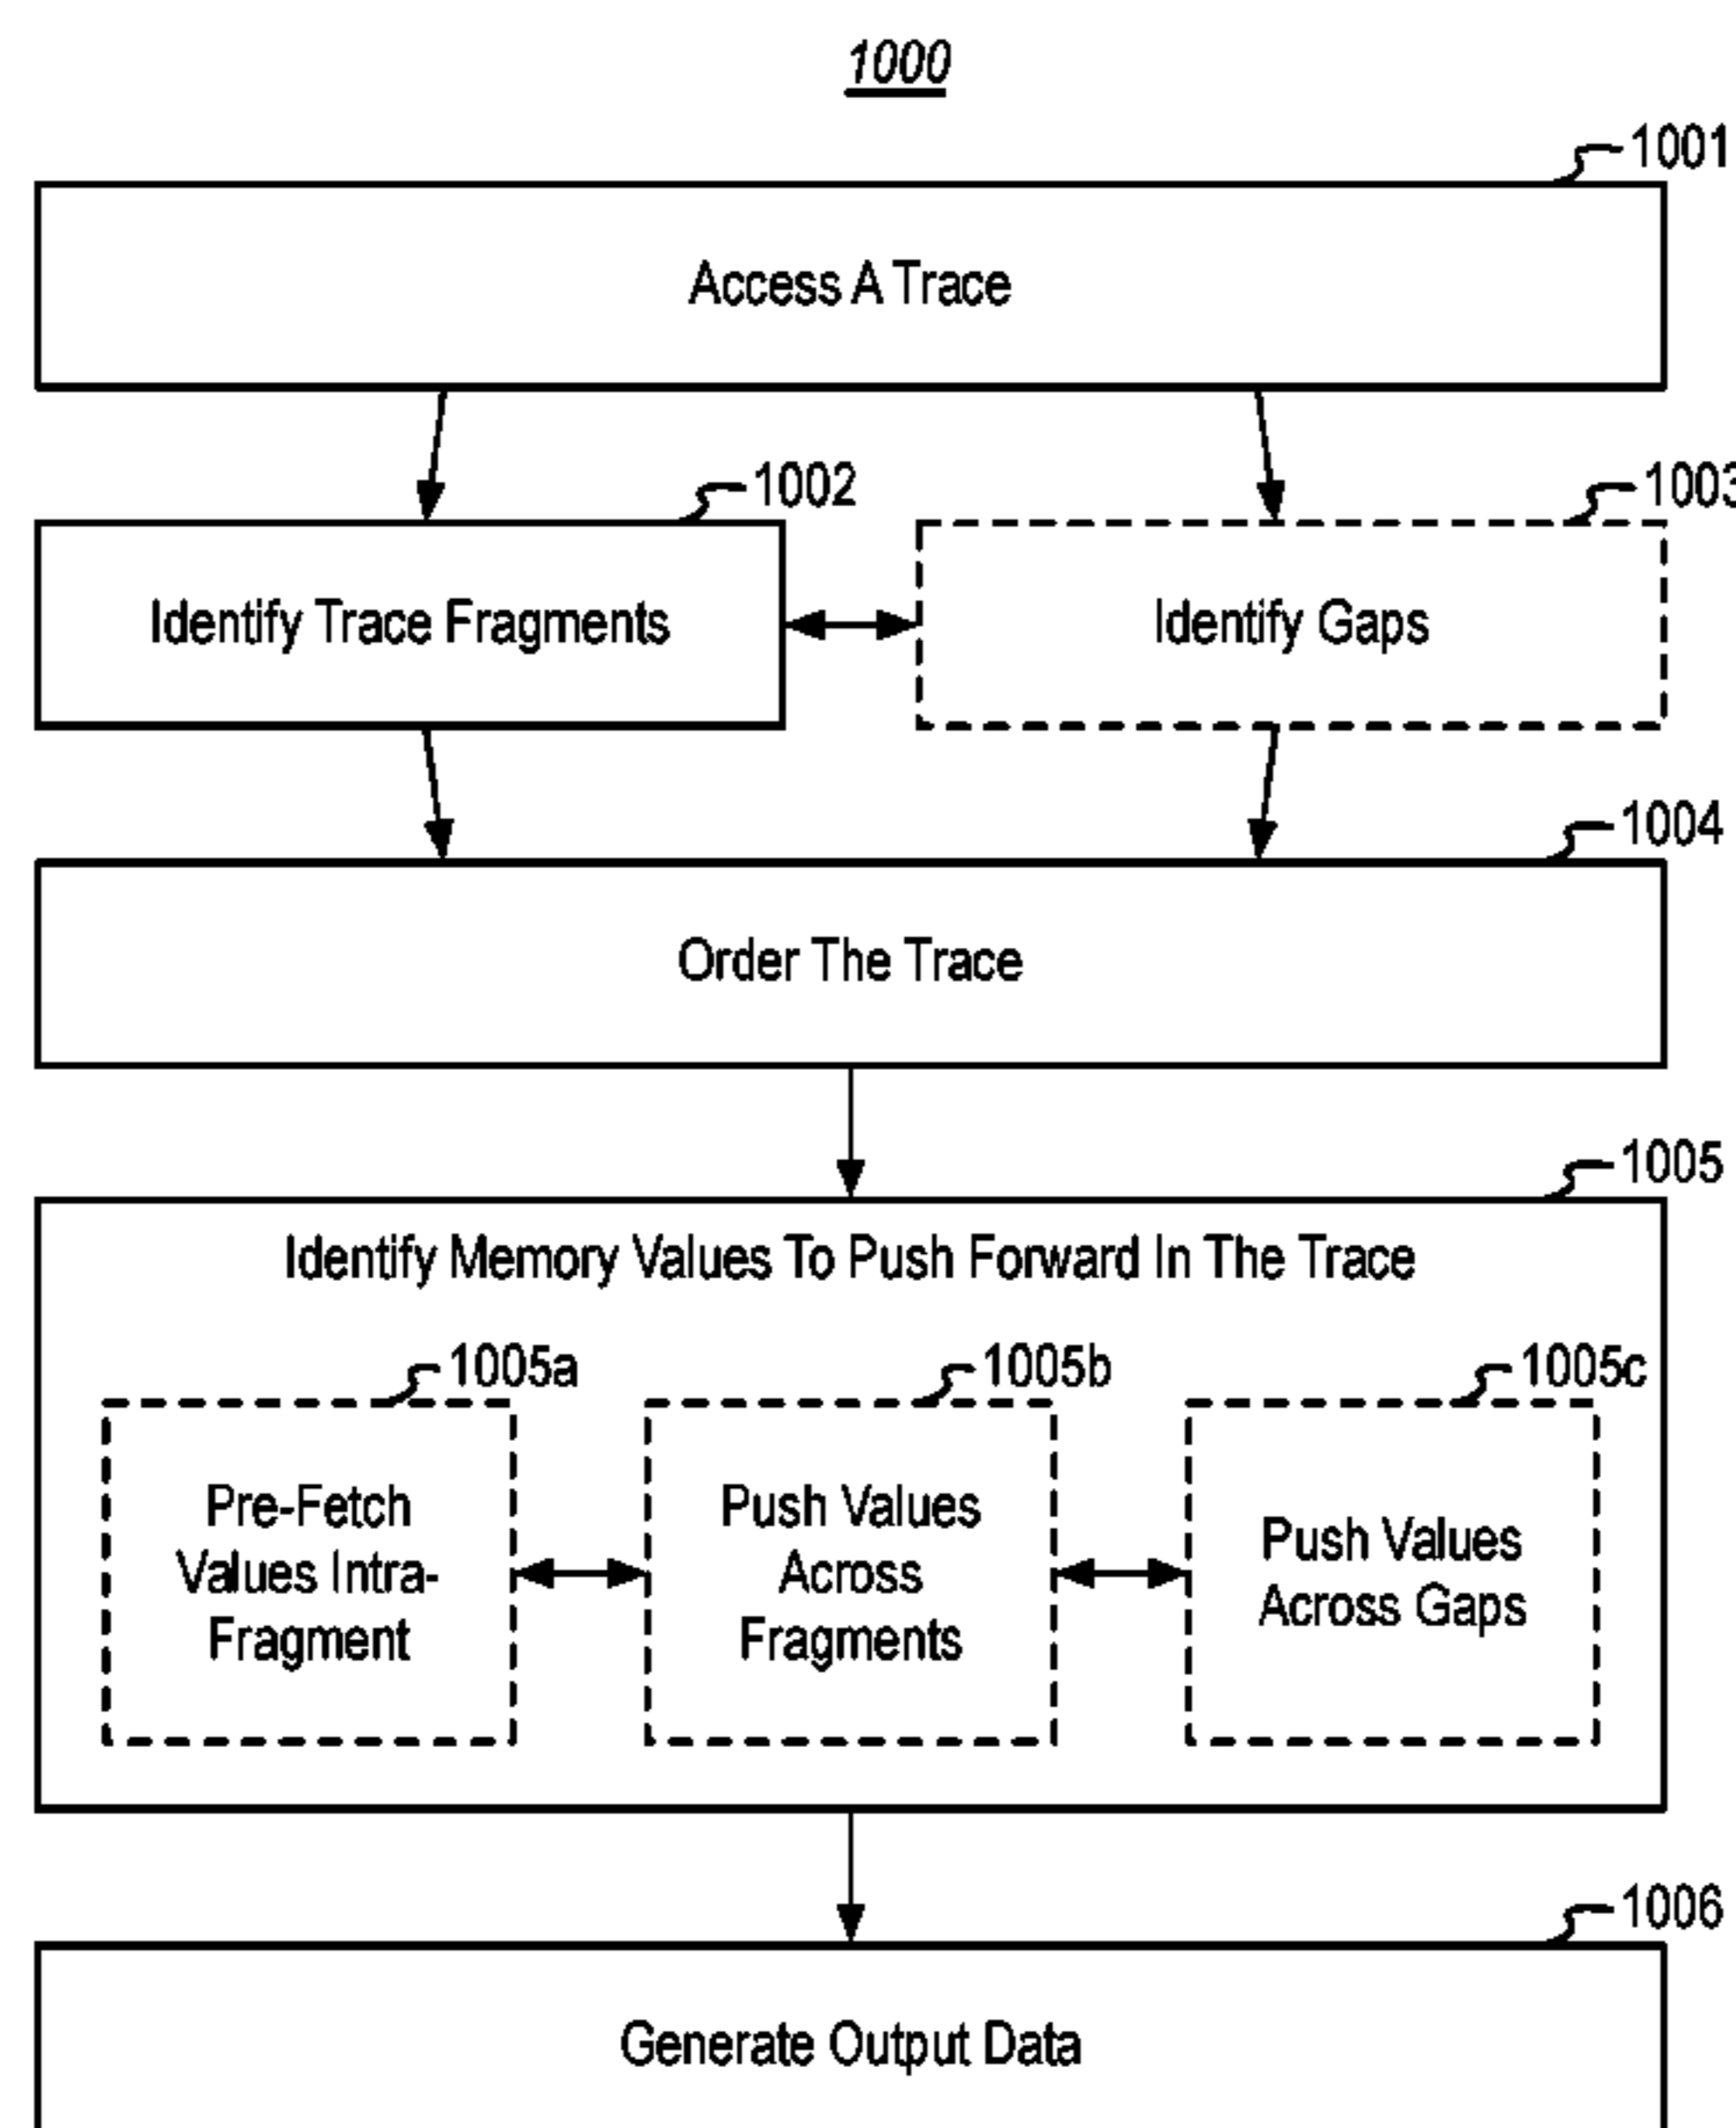 1000
1001
Access A Trace
1002
1003
Identify Trace Fragments
Identify Gaps
1004
Order The Trace
1005
Identify Memory Values To Push Forward In The Trace
1005a
1005b
1005c
Pre-Fetch
Values Intra-
Fragment
Push Values
Across
Fragments
Push Values
Across Gaps
1006
Generate Output Data